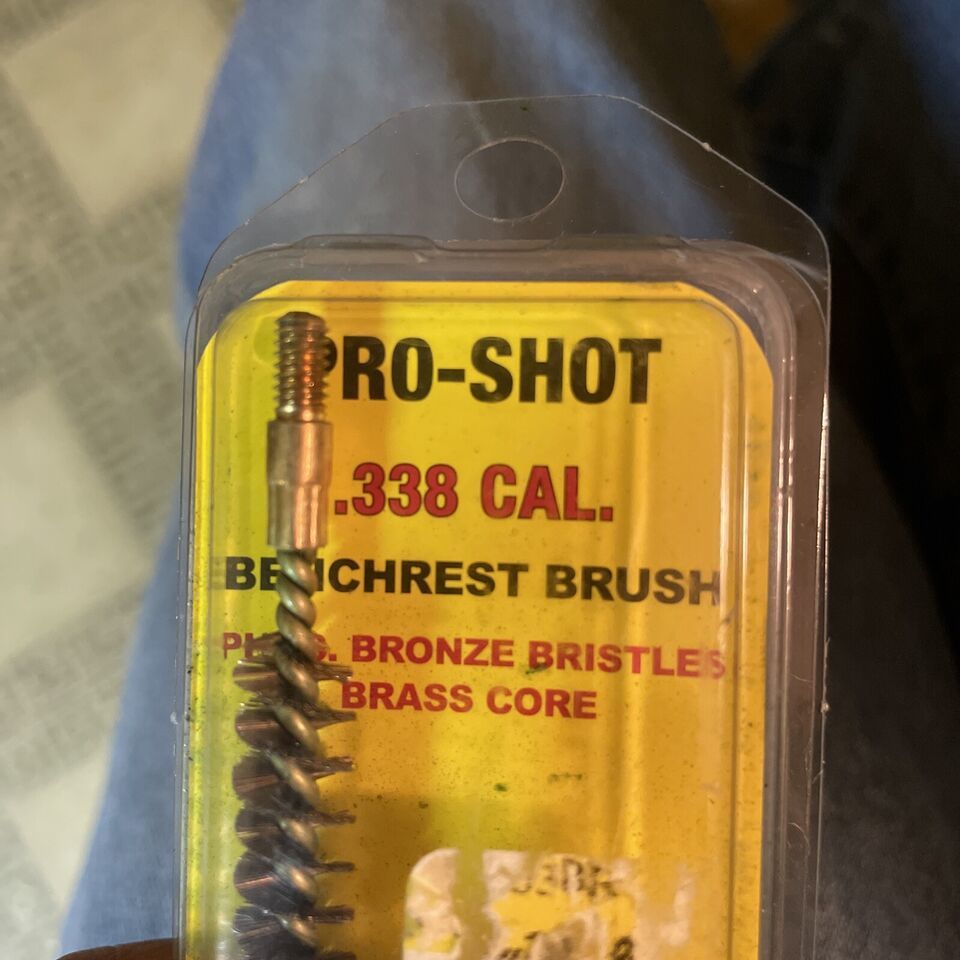 PRO-SHOT
.338 CAL.
BENCHREST BRUSH
BRONZE BRISTLES
BRASS CORE